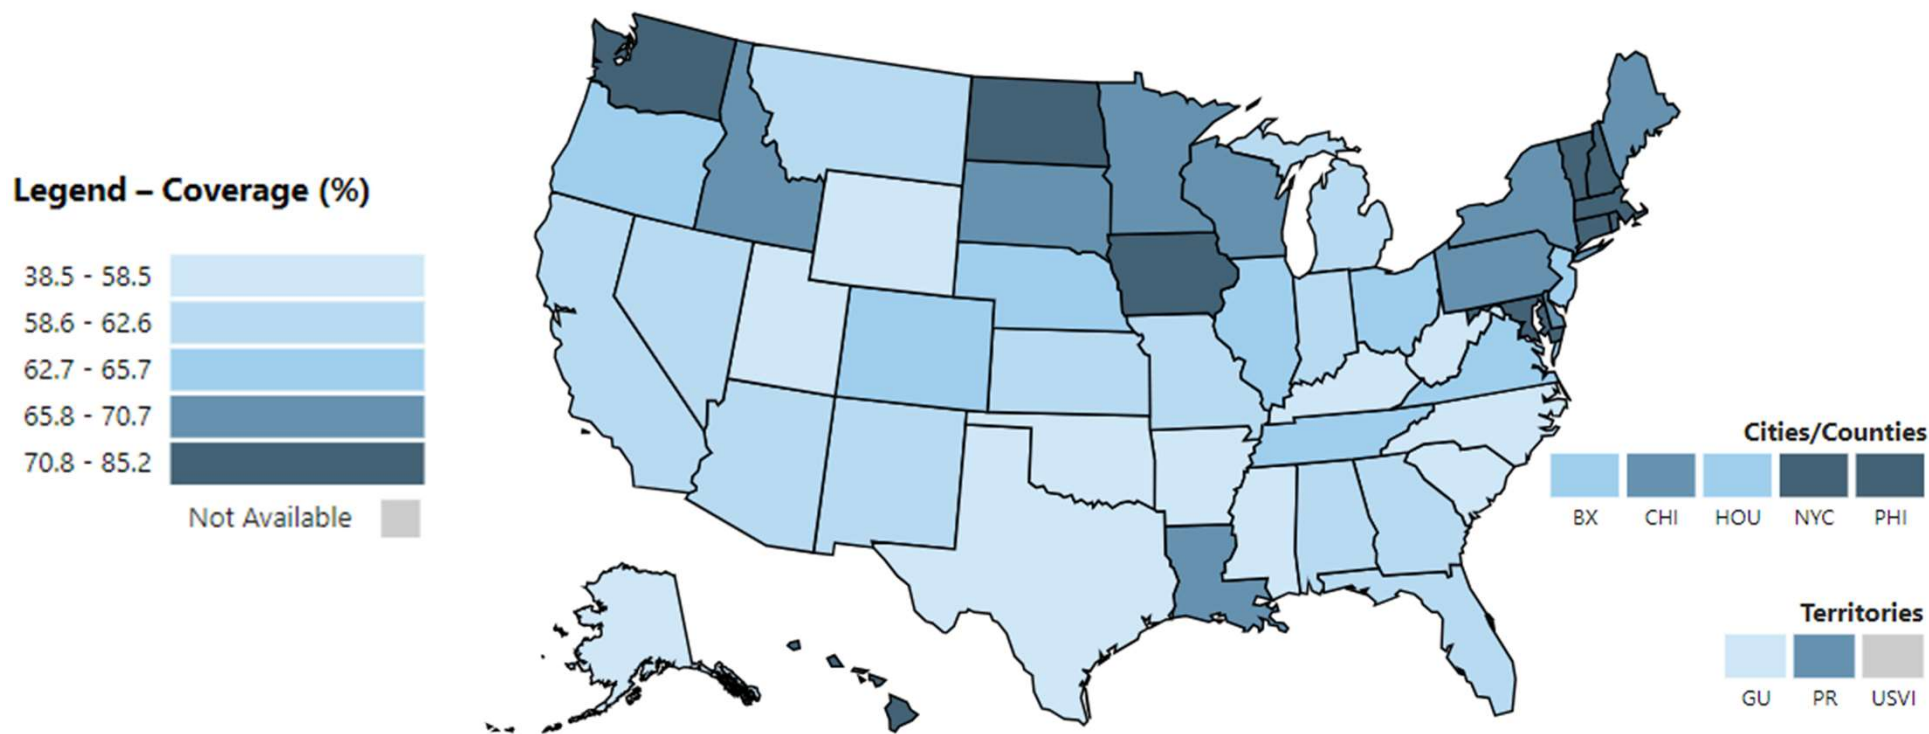 Legend – Coverage (%)
38.5 - 58.5
58.6 - 62.6
62.7 - 65.7
65.8 - 70.7
70.8 - 85.2
Not Available
Cities/Counties
BX CHI HOU NYC PHI
Territories
GU PR USVI